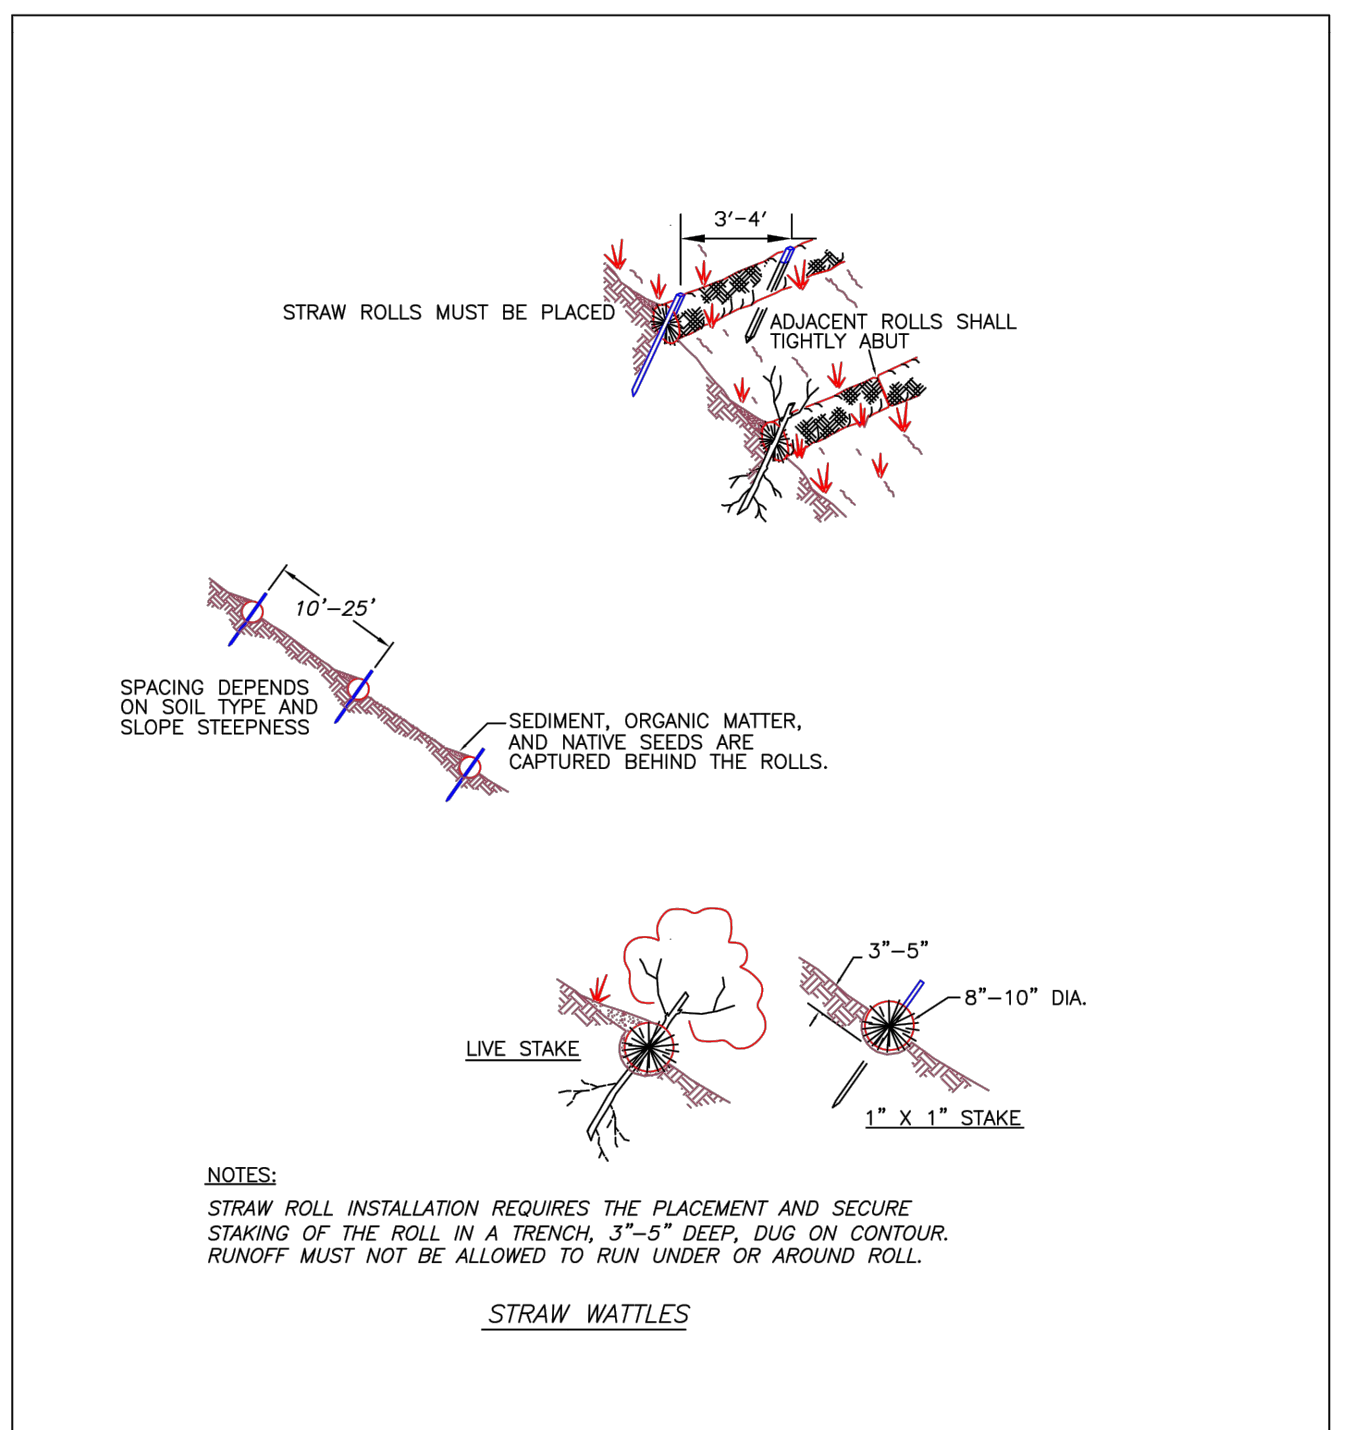 3'-4'
STRAW ROLLS MUST BE PLACED
ADJACENT ROLLS SHALL
TIGHTLY ABUT
10'-25'
SPACING DEPENDS
ON SOIL TYPE AND
SLOPE STEEPNESS
SEDIMENT, ORGANIC MATTER,
AND NATIVE SEEDS ARE
CAPTURED BEHIND THE ROLLS.
3"-5"
8"-10" DIA.
LIVE STAKE
1" X 1" STAKE
NOTES:
STRAW ROLL INSTALLATION REQUIRES THE PLACEMENT AND SECURE
STAKING OF THE ROLL IN A TRENCH, 3"-5" DEEP, DUG ON CONTOUR.
RUNOFF MUST NOT BE ALLOWED TO RUN UNDER OR AROUND ROLL.
STRAW WATTLES